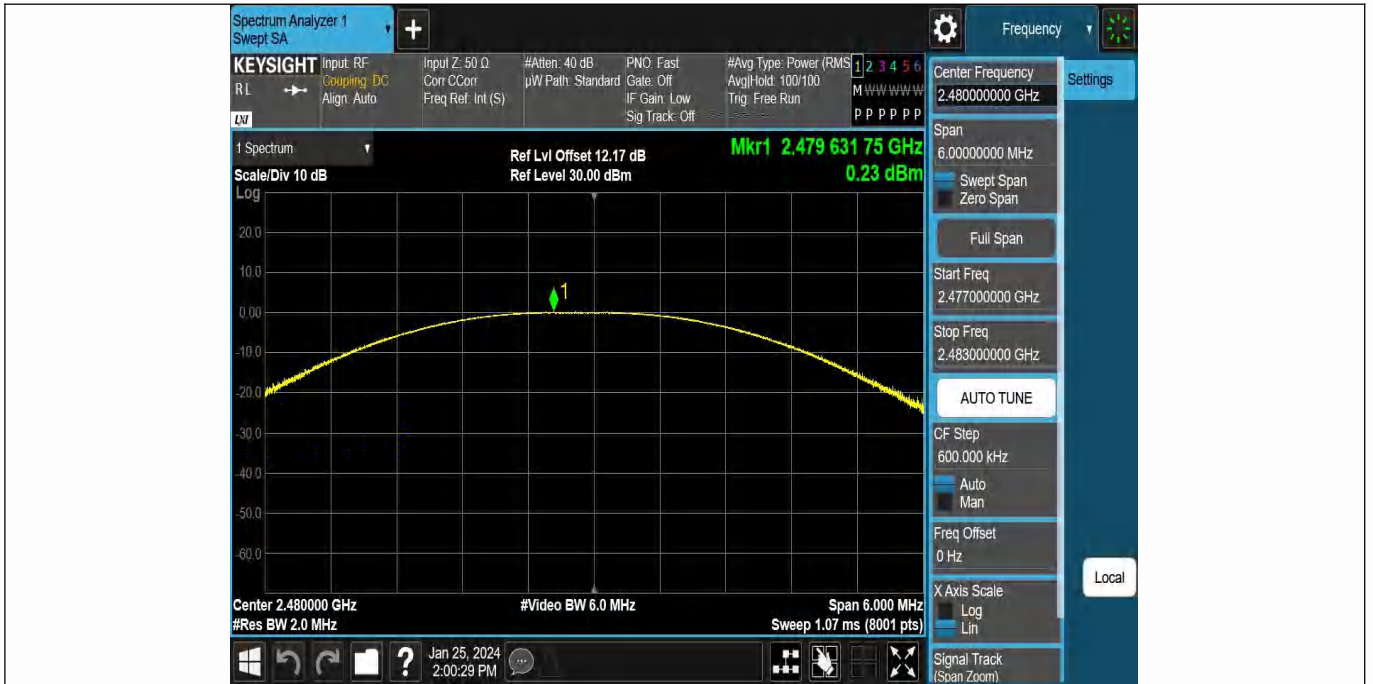 Spectrum Analyzer 1
Swept SA
+
Frequency
KEYSIGHT
R L
LXI
Input: RF
Coupling: DC
Align: Auto
Input Z: 50 Ω
Corr CCorr
Freq Ref: Int (S)
#Atten: 40 dB
µW Path: Standard
PNO: Fast
Gate: Off
IF Gain: Low
Sig Track: Off
#Avg Type: Power (RMS
Avg|Hold: 100/100
Trig: Free Run
1 2 3 4 5 6
M W W W W W
P P P P P P
Center Frequency
2.480000000 GHz
Settings
Span
6.00000000 MHz
Swept Span
Zero Span
Full Span
Start Freq
2.477000000 GHz
Stop Freq
2.483000000 GHz
AUTO TUNE
CF Step
600.000 kHz
Auto
Man
Freq Offset
0 Hz
X Axis Scale
Log
Lin
Signal Track
(Span Zoom)
Local
1 Spectrum
Scale/Div 10 dB
Ref Lvl Offset 12.17 dB
Ref Level 30.00 dBm
Mkr1 2.479 631 75 GHz
0.23 dBm
Log
20.0
10.0
0.00
-10.0
-20.0
-30.0
-40.0
-50.0
-60.0
1
Center 2.480000 GHz
#Res BW 2.0 MHz
#Video BW 6.0 MHz
Span 6.000 MHz
Sweep 1.07 ms (8001 pts)
?
Jan 25, 2024
2:00:29 PM